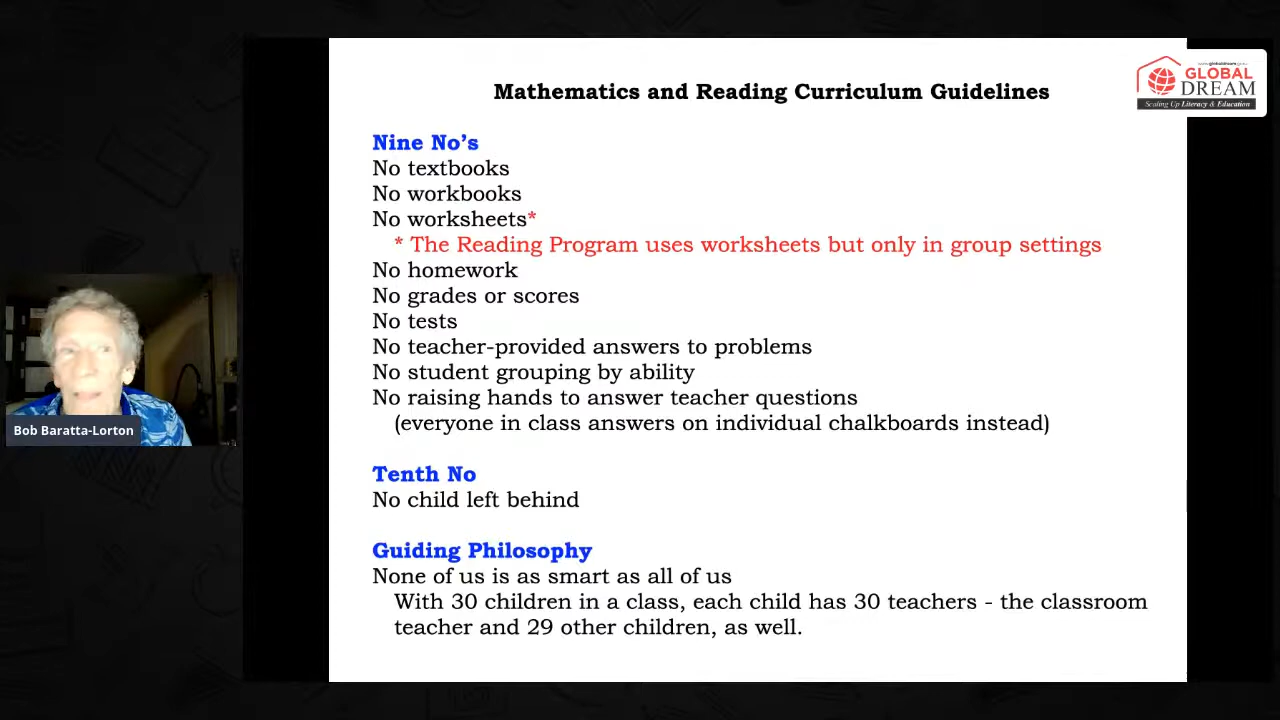 Mathematics and Reading Curriculum Guidelines
GLOBAL
DREAM
Scaling Up Literacy & Education
Nine No's
No textbooks
No workbooks
No worksheets*
* The Reading Program uses worksheets but only in group settings
No homework
No grades or scores
No tests
No teacher-provided answers to problems
No student grouping by ability
No raising hands to answer teacher questions
(everyone in class answers on individual chalkboards instead)
Tenth No
No child left behind
Guiding Philosophy
None of us is as smart as all of us
With 30 children in a class, each child has 30 teachers - the classroom
teacher and 29 other children, as well.
Bob Baratta-Lorton